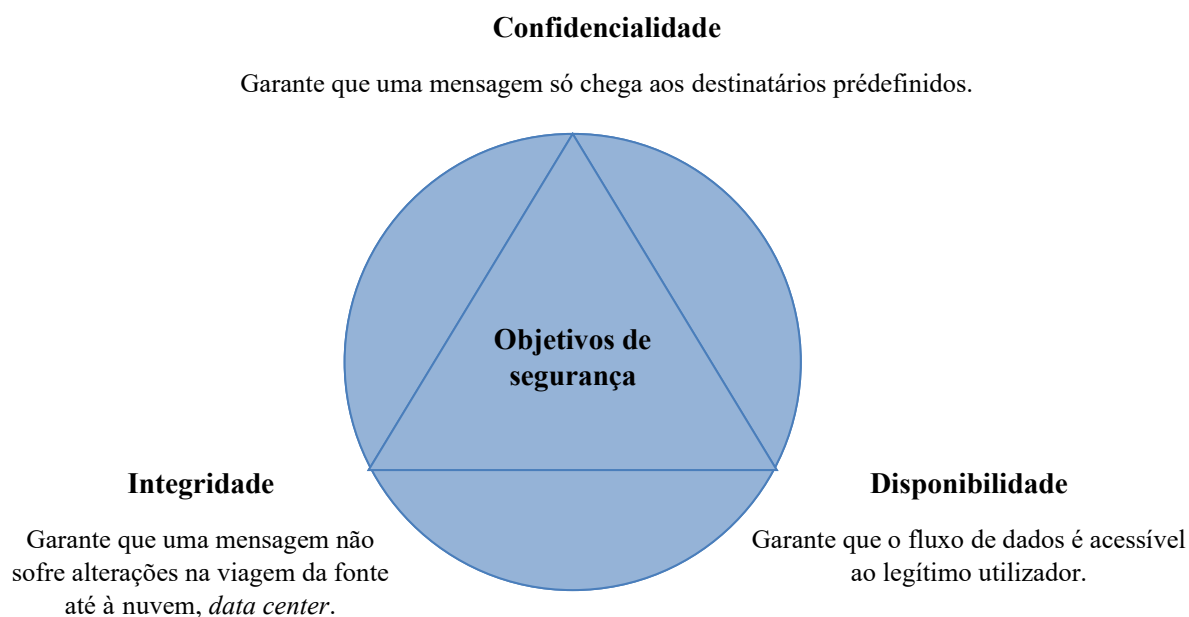 Confidencialidade
Garante que uma mensagem só chega aos destinatários prédefinidos.
Objetivos de
segurança
Integridade
Garante que uma mensagem não
sofre alterações na viagem da fonte
até à nuvem, data center.
Disponibilidade
Garante que o fluxo de dados é acessível
ao legítimo utilizador.